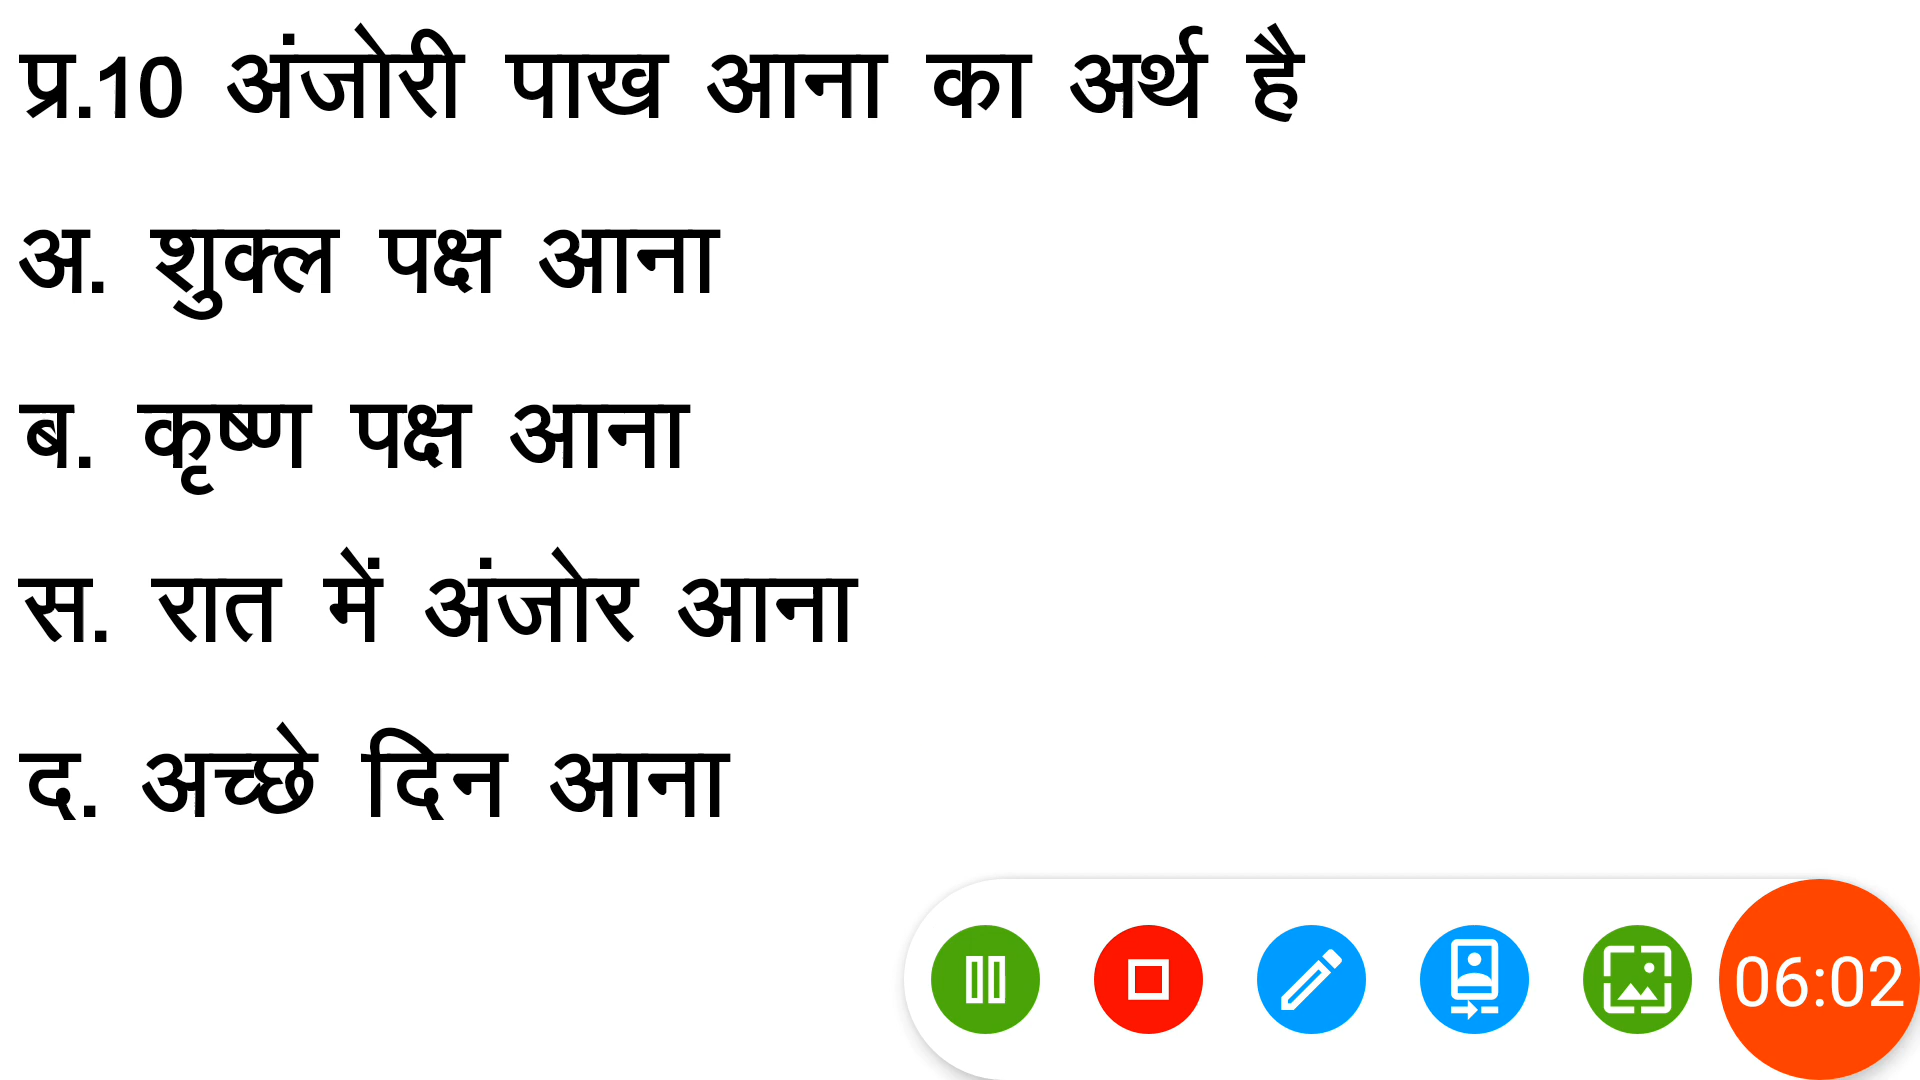 प्र.10 अंजोरी पाख आना का अर्थ है
अ. शुक्ल पक्ष आना
ब. कृष्ण पक्ष आना
स. रात में अंजोर आना
द. अच्छे दिन आना
06:02